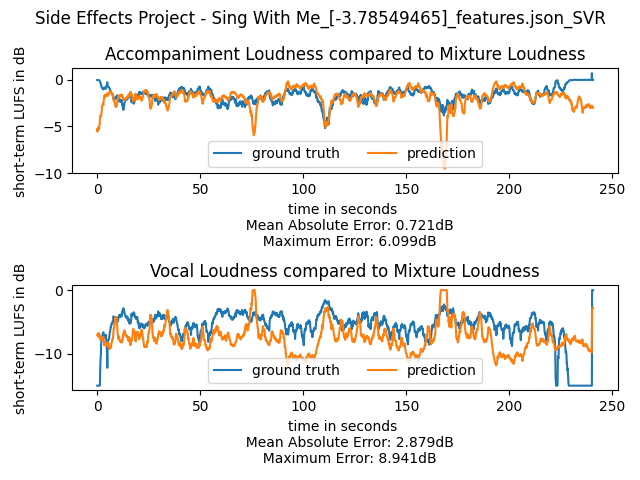 Side Effects Project - Sing With Me_[-3.78549465]_features.json_SVR
Accompaniment Loudness compared to Mixture Loudness
short-term LUFS in dB
0
−5
−10
ground truth
prediction
0
50
100
150
200
250
time in seconds
Mean Absolute Error: 0.721dB
Maximum Error: 6.099dB
Vocal Loudness compared to Mixture Loudness
short-term LUFS in dB
0
−10
ground truth
prediction
0
50
100
150
200
250
time in seconds
Mean Absolute Error: 2.879dB
Maximum Error: 8.941dB